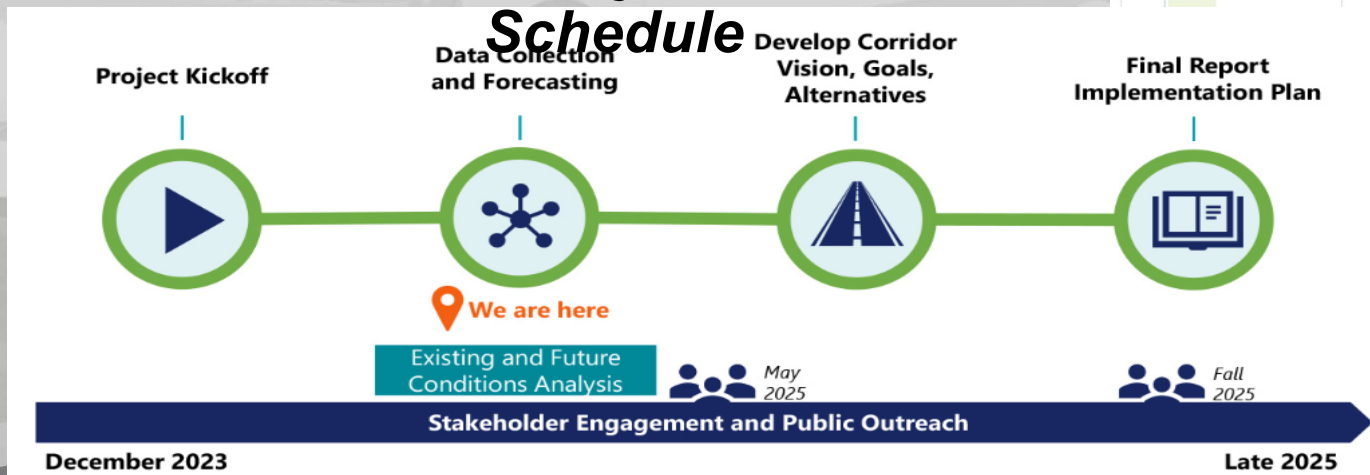 Schedule
Project Kickoff
Data Collection
and Forecasting
Develop Corridor
Vision, Goals,
Alternatives
Final Report
Implementation Plan
We are here
Existing and Future
Conditions Analysis
May
2025
Fall
2025
Stakeholder Engagement and Public Outreach
December 2023
Late 2025